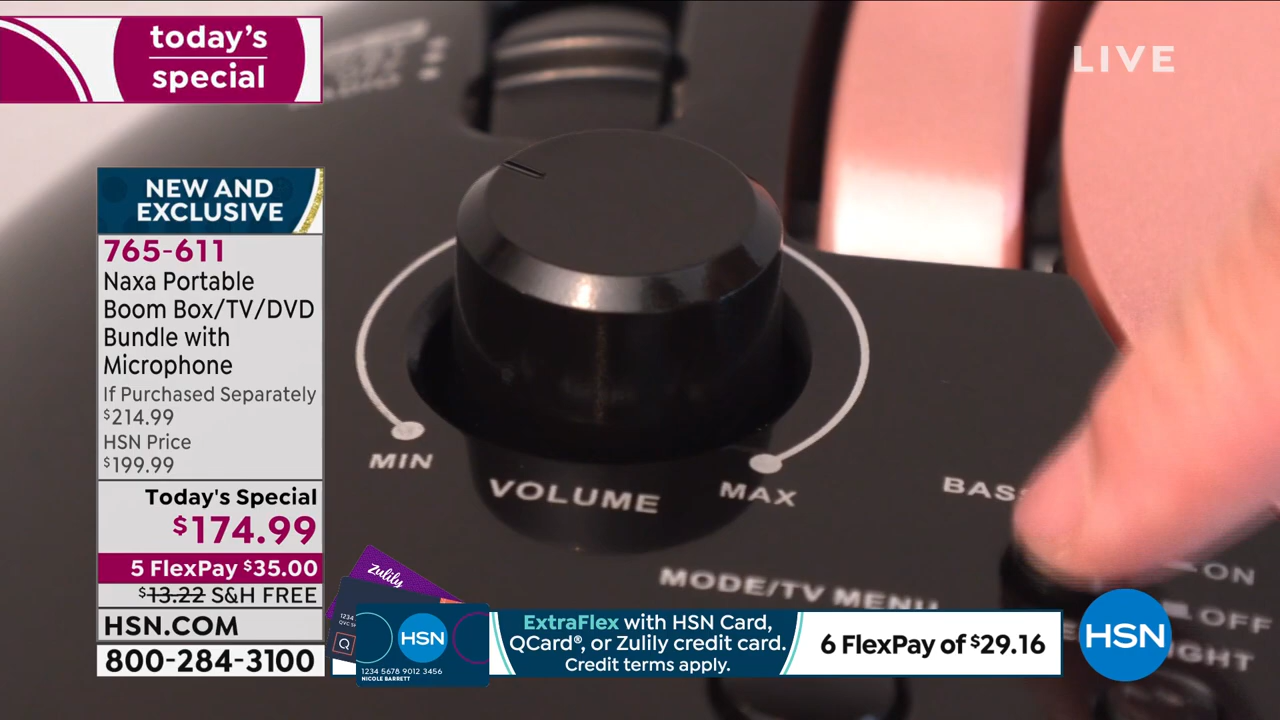 today's
special
LIVE
NEW AND
EXCLUSIVE
765-611
Naxa Portable
Boom Box/TV/DVD
Bundle with
Microphone
If Purchased Separately
$214.99
HSN Price
$199.99
Today's Special
$174.99
5 FlexPay $35.00
$13.22 S&H FREE
HSN.COM
800-284-3100
MIN
VOLUME
MAX
MODE/TV MENU
ON
OFF
Zulily
1234
Q
HSN
1234 5678 9012 3456
NICOLE BARRETT
ExtraFlex with HSN Card,
QCard®, or Zulily credit card.
Credit terms apply.
6 FlexPay of $29.16
HSN